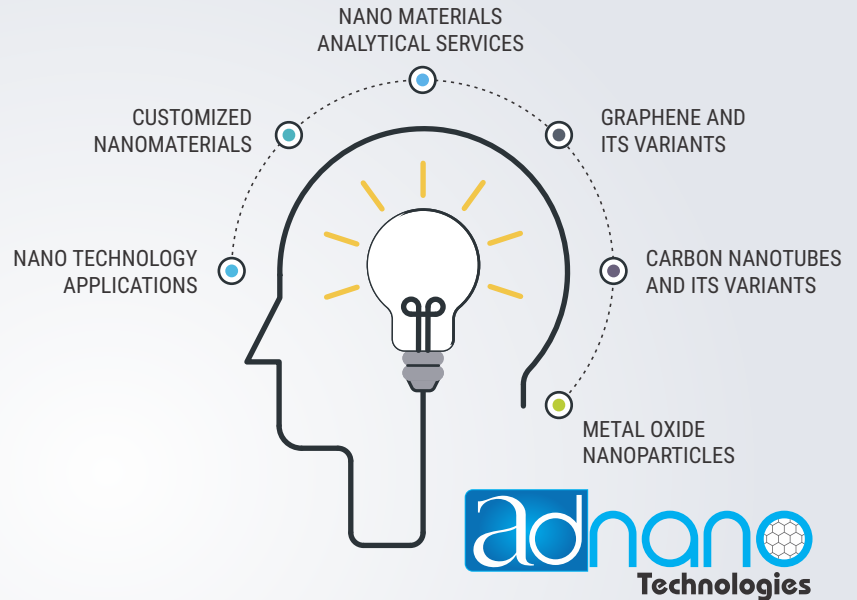 NANO MATERIALS
ANALYTICAL SERVICES
CUSTOMIZED
NANOMATERIALS
GRAPHENE AND
ITS VARIANTS
NANO TECHNOLOGY
APPLICATIONS
CARBON NANOTUBES
AND ITS VARIANTS
METAL OXIDE
NANOPARTICLES
adnano
Technologies